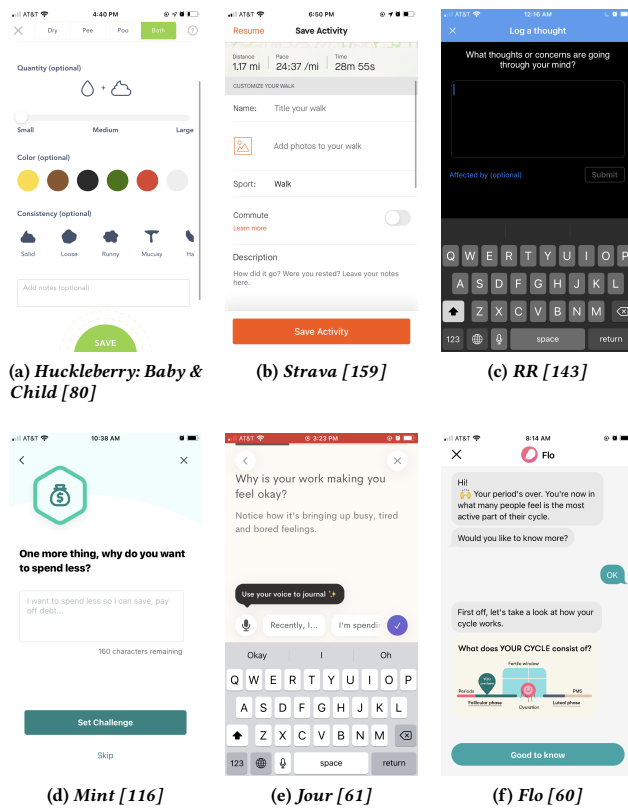 AT&T 4:40 PM
Dry Pee Poo Both ?
Quantity (optional)
+
Small Medium Large
Color (optional)
Consistency (optional)
Solid Loose Runny Mucusy Ha
Add notes (optional)
SAVE
(a) Huckleberry: Baby &
Child [80]
AT&T 6:50 PM
Resume Save Activity
Distance Pace Time
1.17 mi 24:37 /mi 28m 55s
CUSTOMIZE YOUR WALK
Name: Title your walk
Add photos to your walk
Sport: Walk
Commute
Learn more
Description
How did it go? Were you rested? Leave your notes
here.
Save Activity
(b) Strava [159]
AT&T 12:16 AM
Log a thought
What thoughts or concerns are going
through your mind?
Affected by (optional) Submit
Q W E R T Y U I O P
A S D F G H J K L
Z X C V B N M
123 space return
(c) RR [143]
AT&T 10:38 AM
One more thing, why do you want
to spend less?
I want to spend less so I can save, pay
off debt...
160 characters remaining
Set Challenge
Skip
(d) Mint [116]
AT&T 3:23 PM
Why is your work making you
feel okay?
Notice how it's bringing up busy, tired
and bored feelings.
Use your voice to journal ✨
Recently, I... I'm spendin
Okay I Oh
Q W E R T Y U I O P
A S D F G H J K L
Z X C V B N M
123 space return
(e) Jour [61]
AT&T 8:14 AM
Flo
Hi!
🙌 Your period's over. You're now in
what many people feel is the most
active part of their cycle.
Would you like to know more?
OK
First off, let's take a look at how your
cycle works.
What does YOUR CYCLE consist of?
Fertile window
YOU
Periods PMS
Follicular phase Ovulation Luteal phase
Good to know
(f) Flo [60]